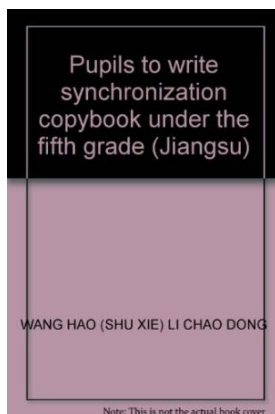 Pupils to write
synchronization
copybook under the
fifth grade (Jiangsu)
WANG HAO (SHU XIE) LI CHAO DONG
Note: This is not the actual book cover